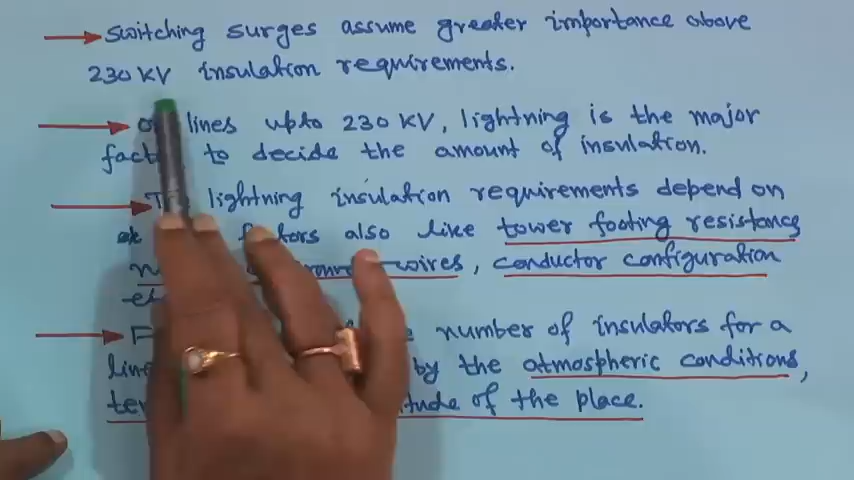 Switching surges assume greater importance above
230 KV insulation requirements.
lines upto 230 KV, lightning is the major
to decide the amount of insulation.
lightning insulation requirements depend on
also like tower footing resistance
wires, conductor configuration
number of insulators for a
by the atmospheric conditions,
of the place.